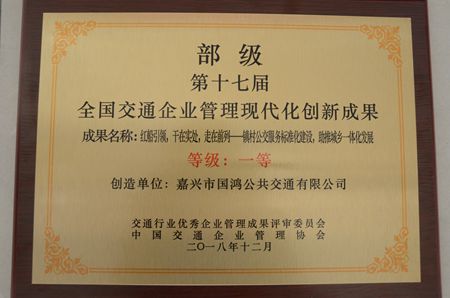 部级
第十七届
全国交通企业管理现代化创新成果
成果名称：红船引领，干在实处，走在前列——镇村公交服务标准化建设，助推城乡一体化发展
等级：一等
创造单位：嘉兴市国鸿公共交通有限公司
交通行业优秀企业管理成果评审委员会
中国交通企业管理协会
二〇一八年十二月